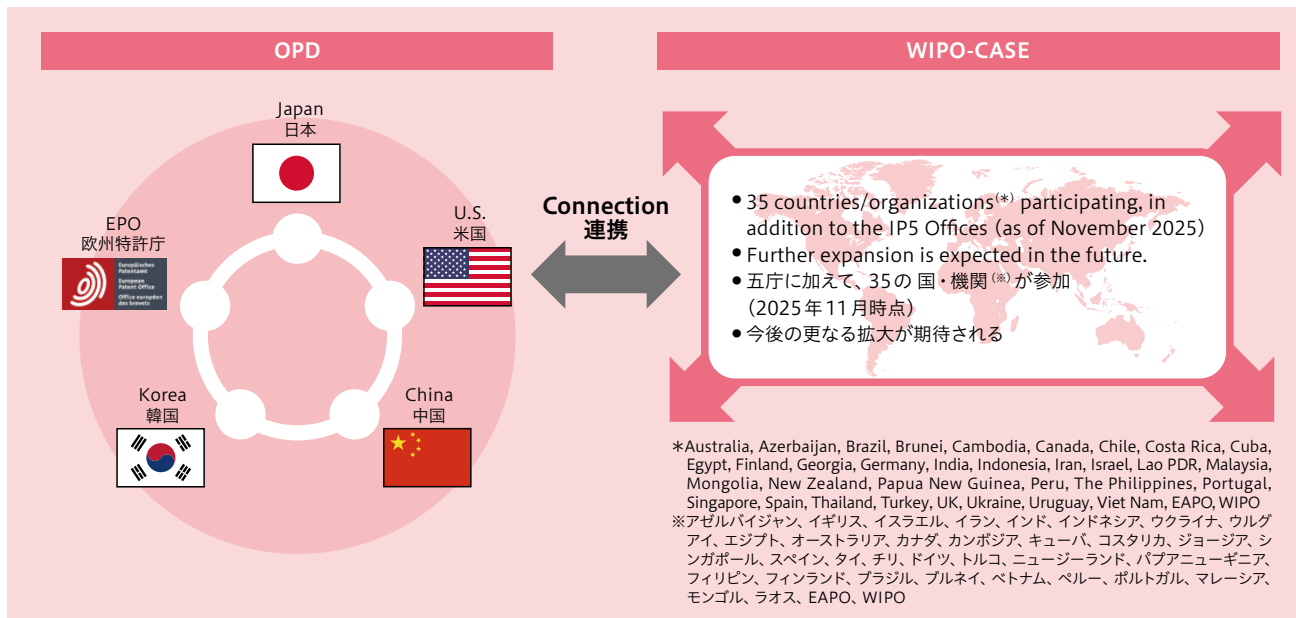 OPD
Japan
日本
EPO
欧州特許庁
Europäisches
Patentamt
European
Patent Office
Office européen
des brevets
U.S.
米国
Korea
韓国
China
中国
Connection
連携
WIPO-CASE
● 35 countries/organizations(*) participating, in
addition to the IP5 Offices (as of November 2025)
● Further expansion is expected in the future.
● 五庁に加えて、35の 国・機関(※)が参加
（2025年11月時点）
● 今後の更なる拡大が期待される
*Australia, Azerbaijan, Brazil, Brunei, Cambodia, Canada, Chile, Costa Rica, Cuba,
Egypt, Finland, Georgia, Germany, India, Indonesia, Iran, Israel, Lao PDR, Malaysia,
Mongolia, New Zealand, Papua New Guinea, Peru, The Philippines, Portugal,
Singapore, Spain, Thailand, Turkey, UK, Ukraine, Uruguay, Viet Nam, EAPO, WIPO
※アゼルバイジャン、イギリス、イスラエル、イラン、インド、インドネシア、ウクライナ、ウルグ
アイ、エジプト、オーストラリア、カナダ、カンボジア、キューバ、コスタリカ、ジョージア、シ
ンガポール、スペイン、タイ、チリ、ドイツ、トルコ、ニュージーランド、パプアニューギニア、
フィリピン、フィンランド、ブラジル、ブルネイ、ベトナム、ペルー、ポルトガル、マレーシア、
モンゴル、ラオス、EAPO、WIPO